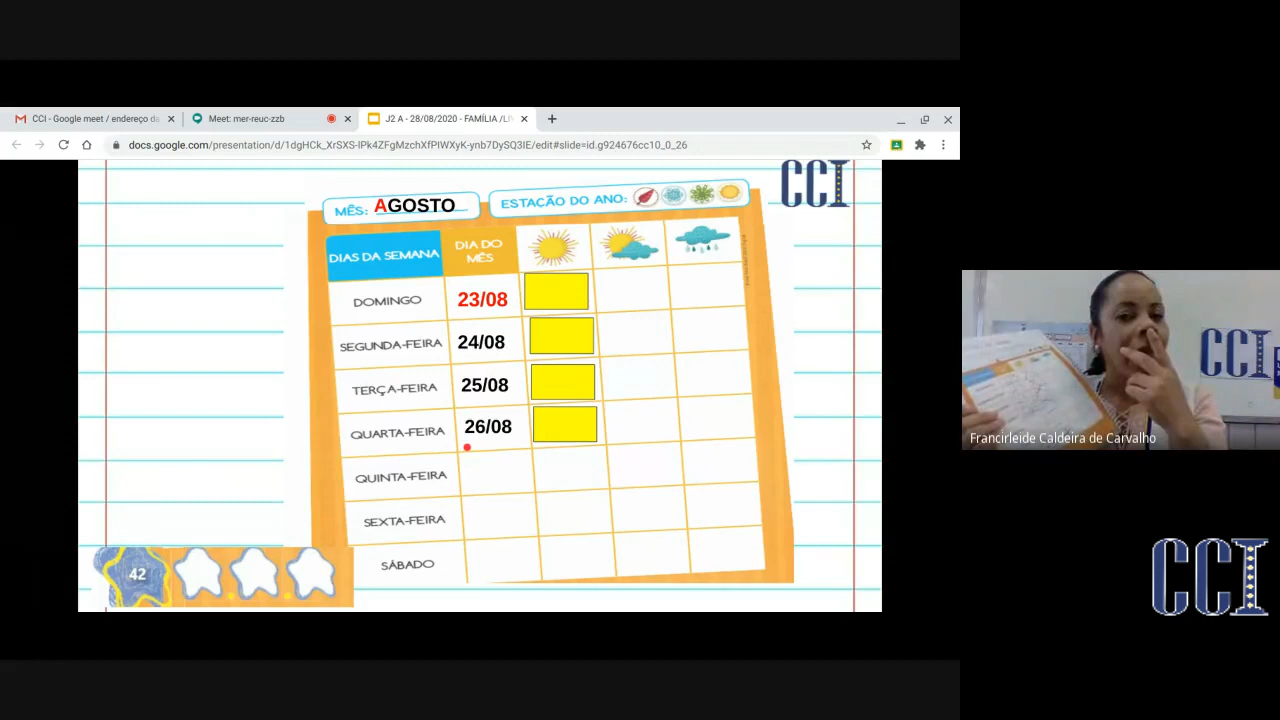 CCI - Google meet / endereço da
Meet: mer-reuc-zzb
J2 A - 28/08/2020 - FAMÍLIA /LIV
docs.google.com/presentation/d/1dgHCk_XrSXS-lPk4ZFgMzchXfPIWXyK-ynb7DySQ3IE/edit#slide=id.g924676cc10_0_26
CCI
MÊS: AGOSTO
ESTAÇÃO DO ANO:
DIAS DA SEMANA
DIA DO
MÊS
DOMINGO 23/08
SEGUNDA-FEIRA 24/08
TERÇA-FEIRA 25/08
QUARTA-FEIRA 26/08
QUINTA-FEIRA
SEXTA-FEIRA
SÁBADO
42
CCI
Francirleide Caldeira de Carvalho
CCI